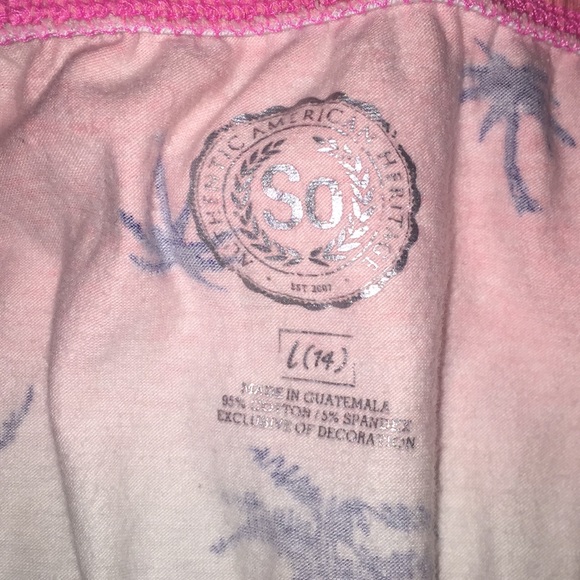 AUTHENTIC AMERICAN HERITAGE
So
EST. 2007
L(14)
MADE IN GUATEMALA
95% COTTON / 5% SPANDEX
EXCLUSIVE OF DECORATION